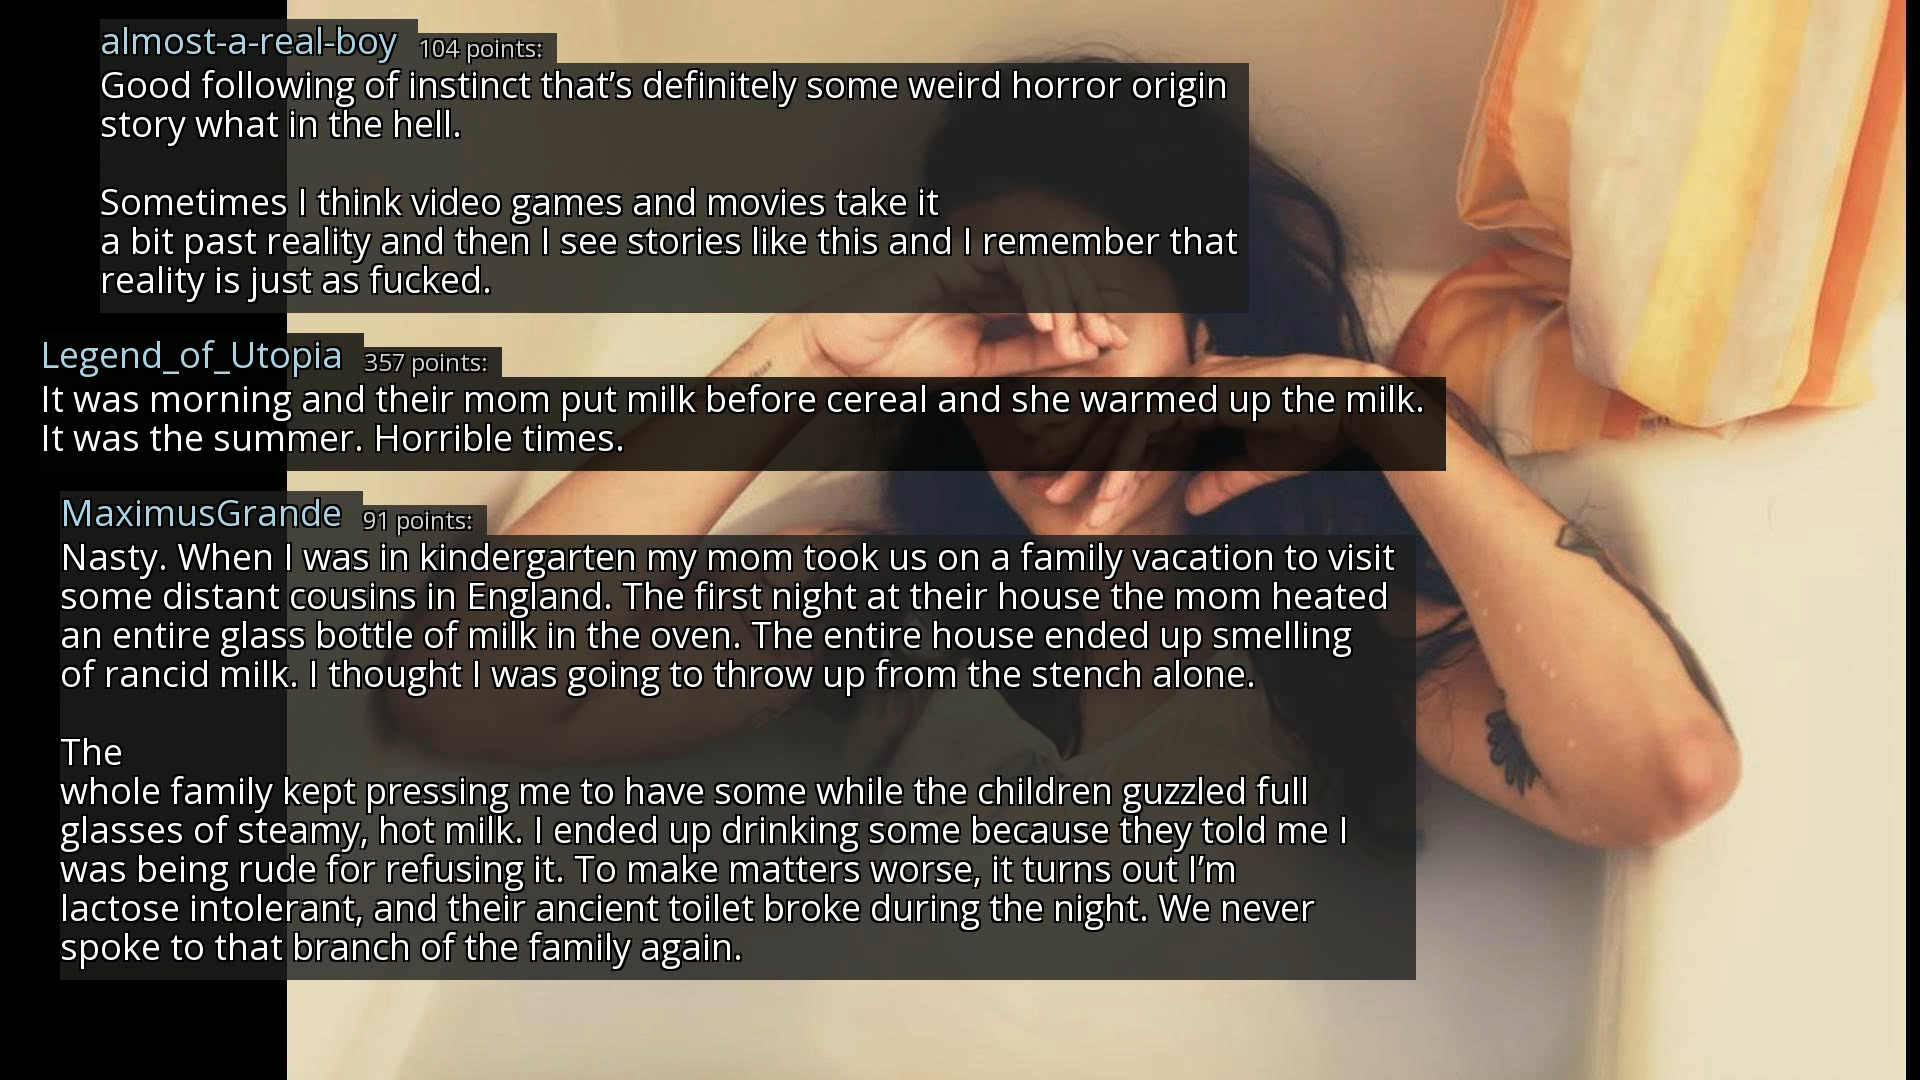 almost-a-real-boy 104 points:
Good following of instinct that’s definitely some weird horror origin
story what in the hell.
Sometimes I think video games and movies take it
a bit past reality and then I see stories like this and I remember that
reality is just as fucked.
Legend_of_Utopia 357 points:
It was morning and their mom put milk before cereal and she warmed up the milk.
It was the summer. Horrible times.
MaximusGrande 91 points:
Nasty. When I was in kindergarten my mom took us on a family vacation to visit
some distant cousins in England. The first night at their house the mom heated
an entire glass bottle of milk in the oven. The entire house ended up smelling
of rancid milk. I thought I was going to throw up from the stench alone.
The
whole family kept pressing me to have some while the children guzzled full
glasses of steamy, hot milk. I ended up drinking some because they told me I
was being rude for refusing it. To make matters worse, it turns out I’m
lactose intolerant, and their ancient toilet broke during the night. We never
spoke to that branch of the family again.